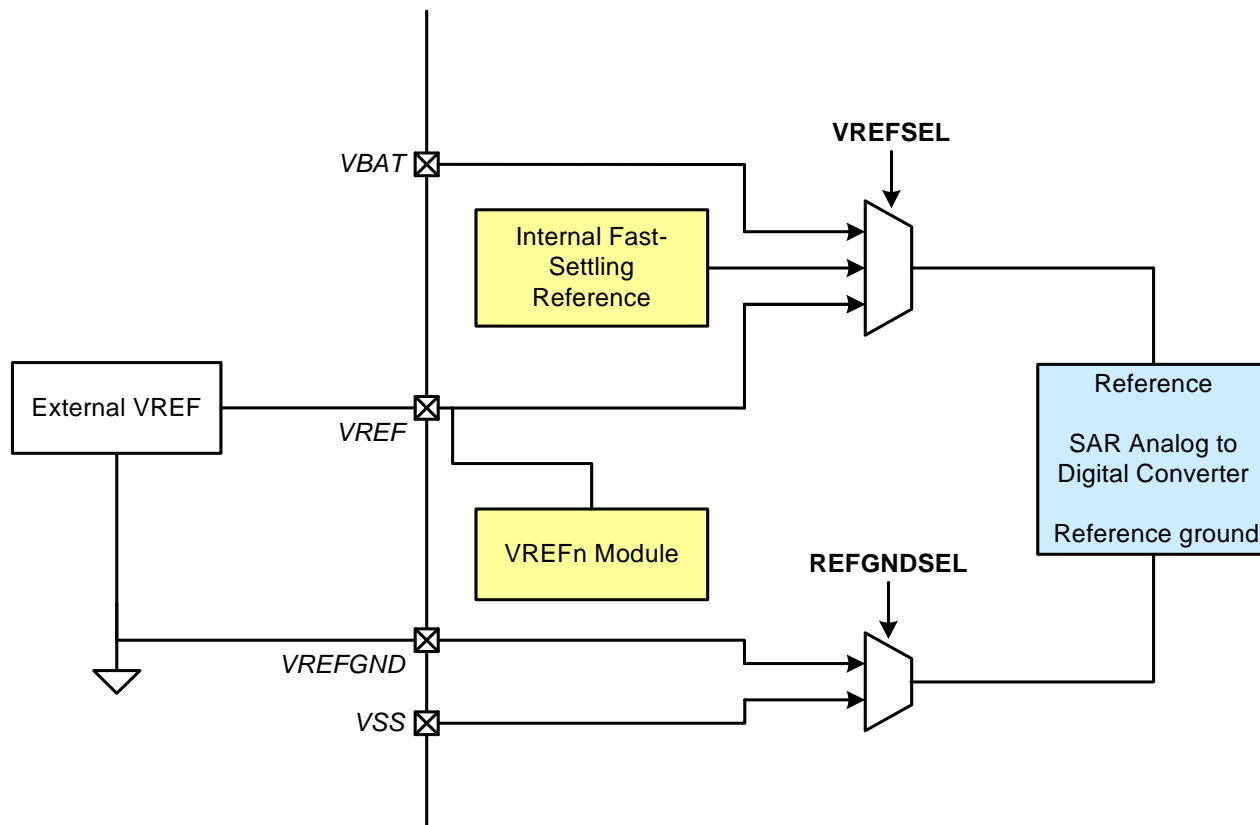 VREFSEL
VBAT
Internal Fast-
Settling
Reference
External VREF
VREF
Reference
SAR Analog to
Digital Converter
Reference ground
VREFn Module
REFGNDSEL
VREFGND
VSS